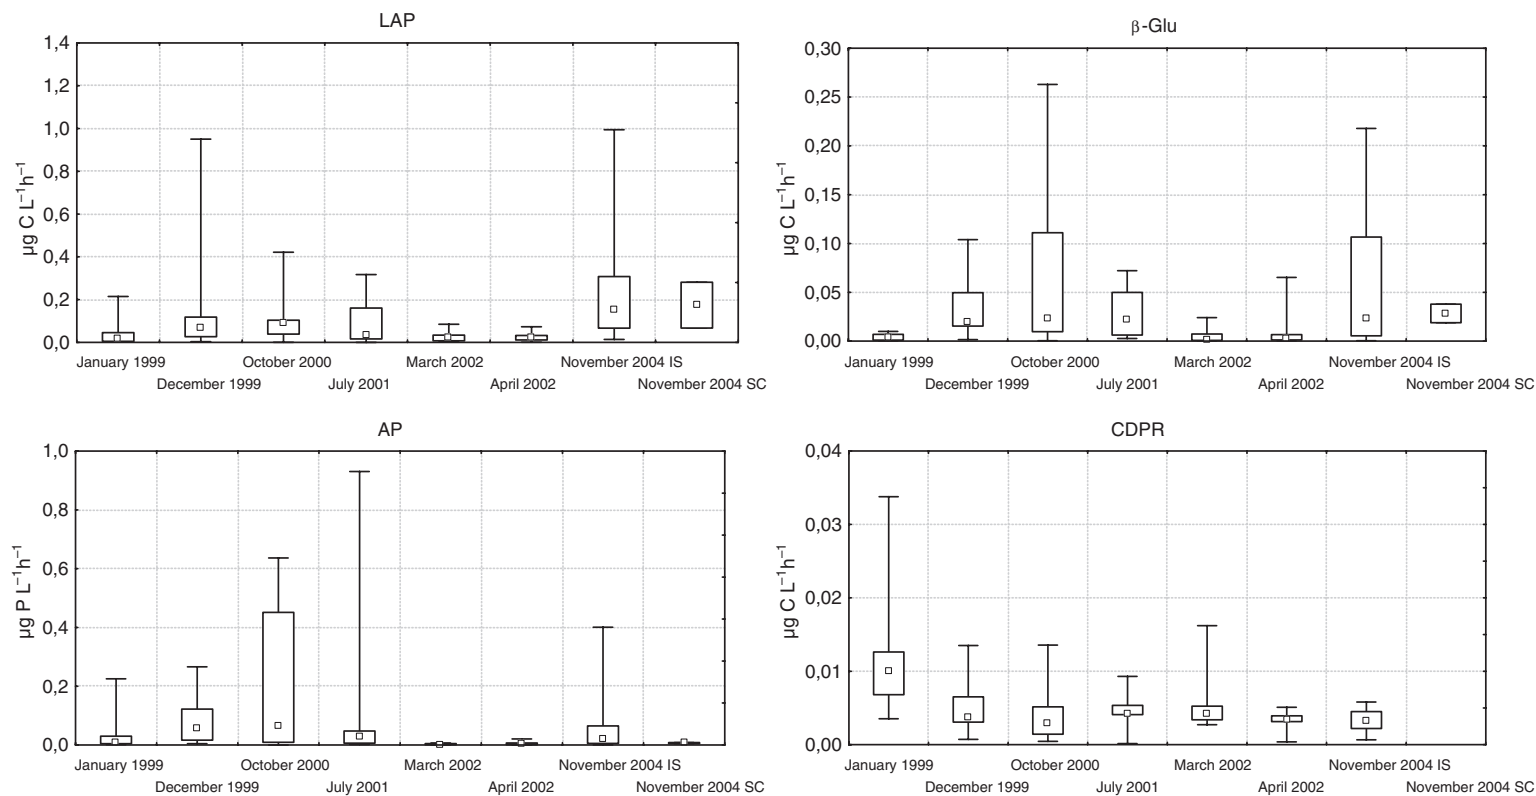 LAP
1,4
1,2
1,0
0,8
0,6
0,4
0,2
0,0
µg C L⁻¹h⁻¹
January 1999
October 2000
March 2002
November 2004 IS
December 1999
July 2001
April 2002
November 2004 SC
β-Glu
0,30
0,25
0,20
0,15
0,10
0,05
0,00
µg C L⁻¹h⁻¹
January 1999
October 2000
March 2002
November 2004 IS
December 1999
July 2001
April 2002
November 2004 SC
AP
1,0
0,8
0,6
0,4
0,2
0,0
µg P L⁻¹h⁻¹
January 1999
October 2000
March 2002
November 2004 IS
December 1999
July 2001
April 2002
November 2004 SC
CDPR
0,04
0,03
0,02
0,01
0,00
µg C L⁻¹h⁻¹
January 1999
October 2000
March 2002
November 2004 IS
December 1999
July 2001
April 2002
November 2004 SC